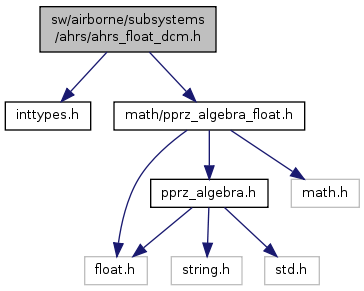 sw/airborne/subsystems
/ahrs/ahrs_float_dcm.h
inttypes.h
math/pprz_algebra_float.h
pprz_algebra.h
math.h
float.h
string.h
std.h